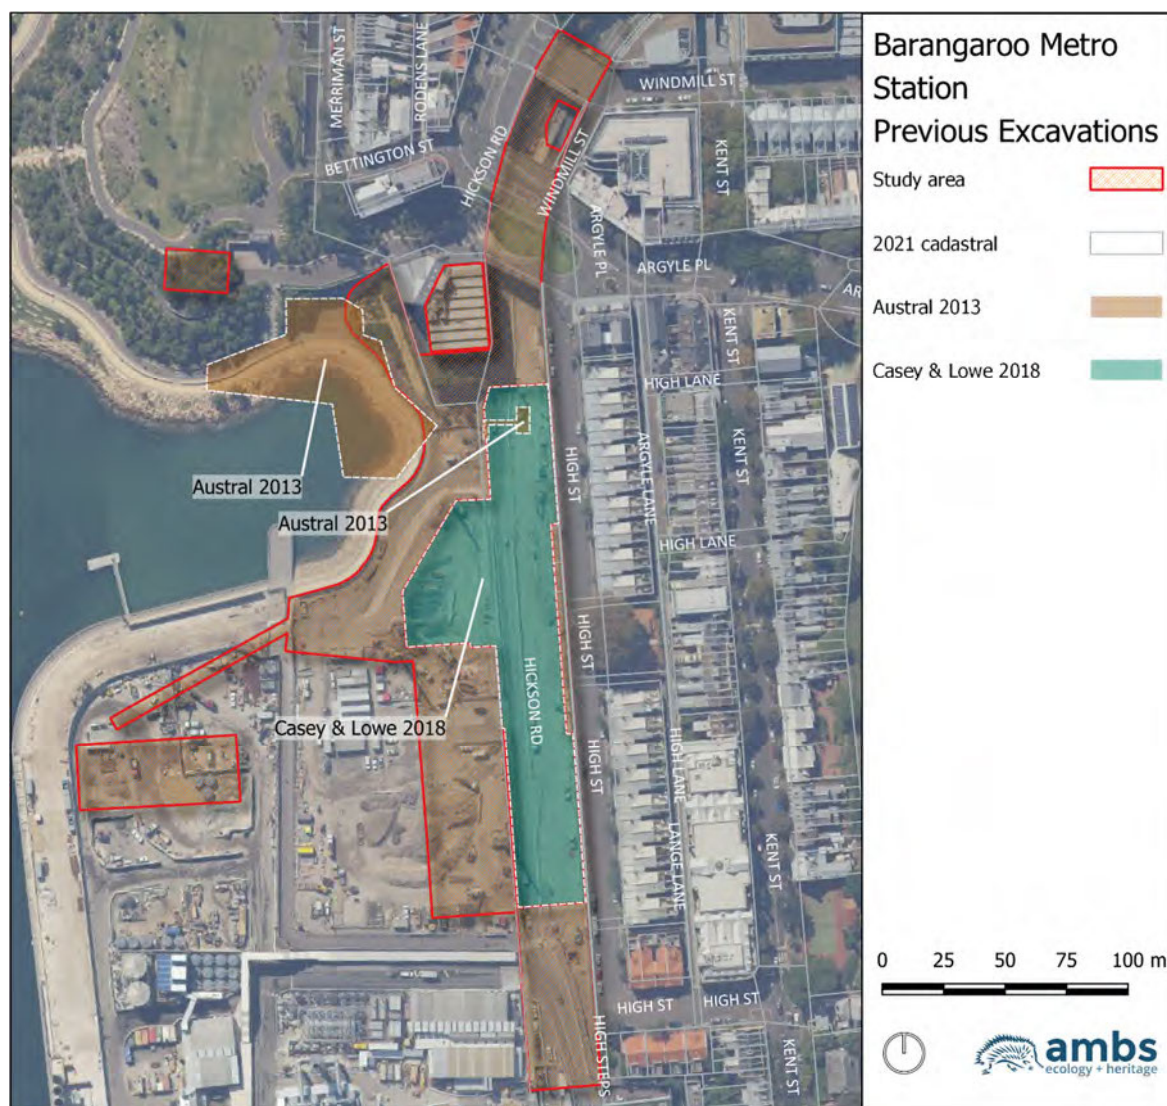 Barangaroo Metro
Station
Previous Excavations
Study area
2021 cadastral
Austral 2013
Casey & Lowe 2018
MERRIMAN ST
RODENS LANE
BETTINGTON ST
HICKSON RD
WINDMILL ST
WINDMILL ST
KENT ST
ARGYLE PL
ARGYLE PL
AR
KENT ST
HIGH LANE
ARGYLE LANE
KENT ST
HIGH ST
HIGH LANE
Austral 2013
Austral 2013
HIGH ST
HICKSON RD
Casey & Lowe 2018
HIGH ST
HIGH LANE
LANGE LANE
KENT ST
HIGH ST
HIGH ST
HIGH STEPS
KENT ST
0 25 50 75 100 m
ambs
ecology + heritage